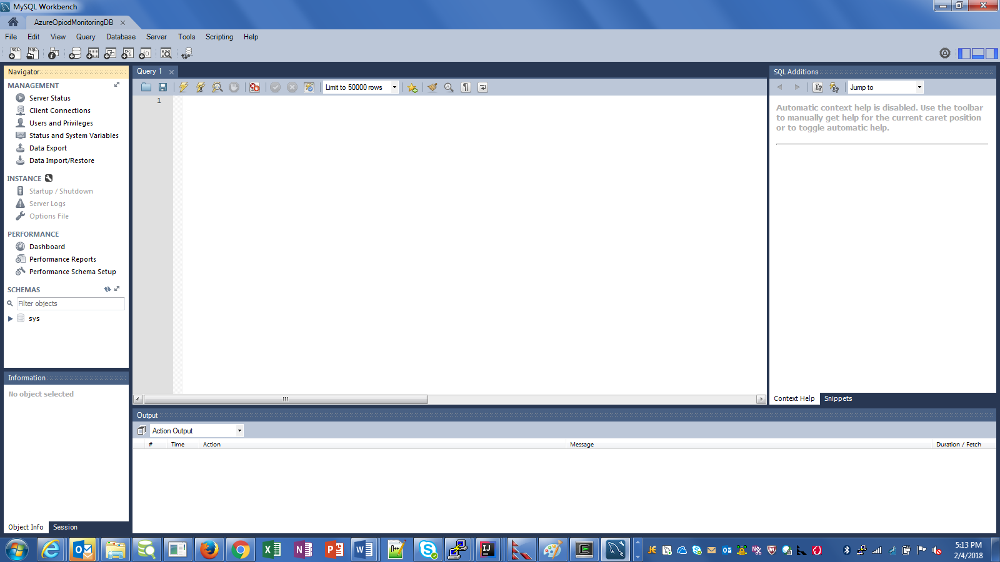 MySQL Workbench
AzureOpiodMonitoringDB
File Edit View Query Database Server Tools Scripting Help
Navigator
MANAGEMENT
Server Status
Client Connections
Users and Privileges
Status and System Variables
Data Export
Data Import/Restore
INSTANCE
Startup / Shutdown
Server Logs
Options File
PERFORMANCE
Dashboard
Performance Reports
Performance Schema Setup
SCHEMAS
Filter objects
sys
Information
No object selected
Object Info Session
Query 1
Limit to 50000 rows
1
SQL Additions
Jump to
Automatic context help is disabled. Use the toolbar
to manually get help for the current caret position
or to toggle automatic help.
Context Help Snippets
Output
Action Output
# Time Action Message Duration / Fetch
5:13 PM
2/4/2018